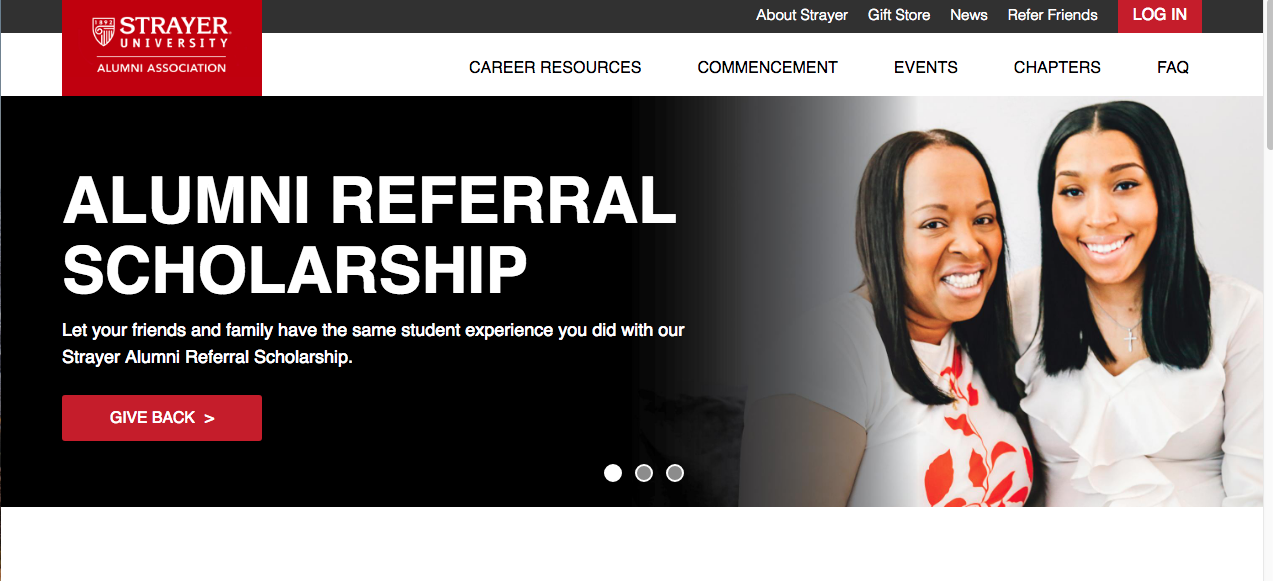 About Strayer Gift Store News Refer Friends LOG IN
1892
STRAYER
UNIVERSITY
ALUMNI ASSOCIATION
CAREER RESOURCES COMMENCEMENT EVENTS CHAPTERS FAQ
ALUMNI REFERRAL
SCHOLARSHIP
Let your friends and family have the same student experience you did with our
Strayer Alumni Referral Scholarship.
GIVE BACK >